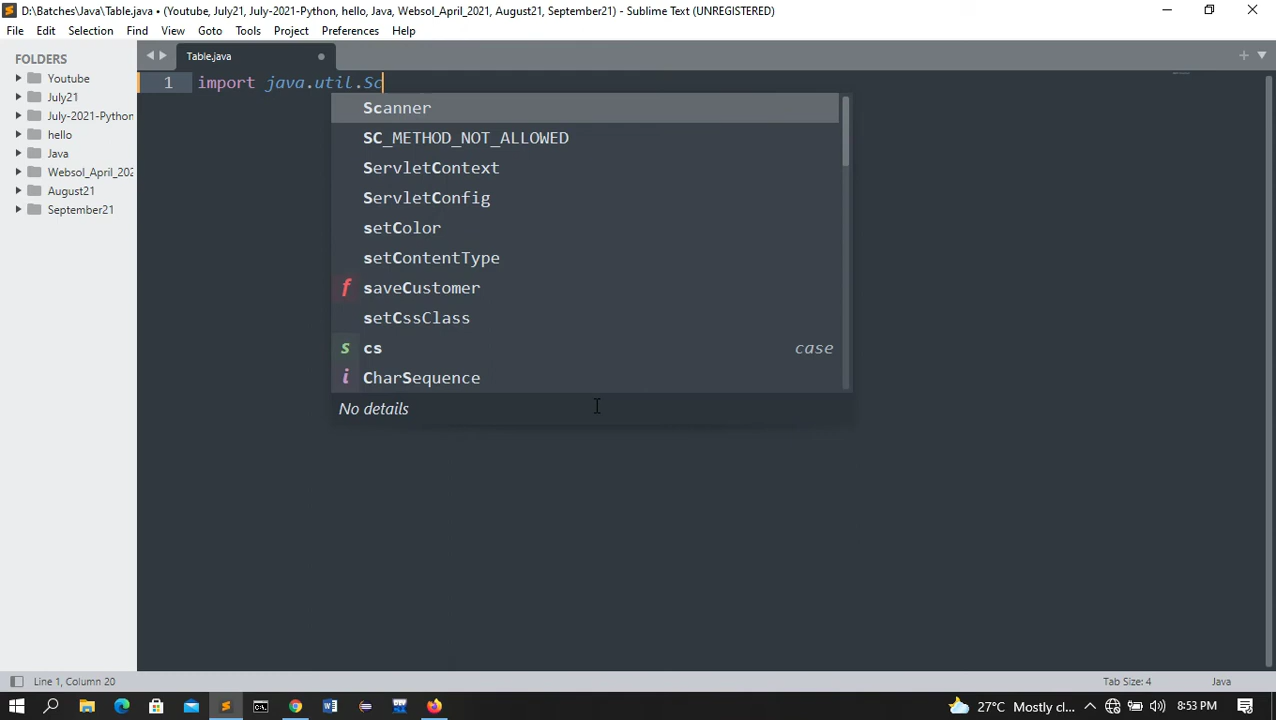 D:\Batches\Java\Table.java • (Youtube, July21, July-2021-Python, hello, Java, Websol_April_2021, August21, September21) - Sublime Text (UNREGISTERED)
File Edit Selection Find View Goto Tools Project Preferences Help
FOLDERS
Youtube
July21
July-2021-Python
hello
Java
Websol_April_202
August21
September21
Table.java
1 import java.util.Sc
Scanner
SC_METHOD_NOT_ALLOWED
ServletContext
ServletConfig
setColor
setContentType
f saveCustomer
setCssClass
s cs case
i CharSequence
No details
Line 1, Column 20 Tab Size: 4 Java
27°C Mostly cl... 8:53 PM